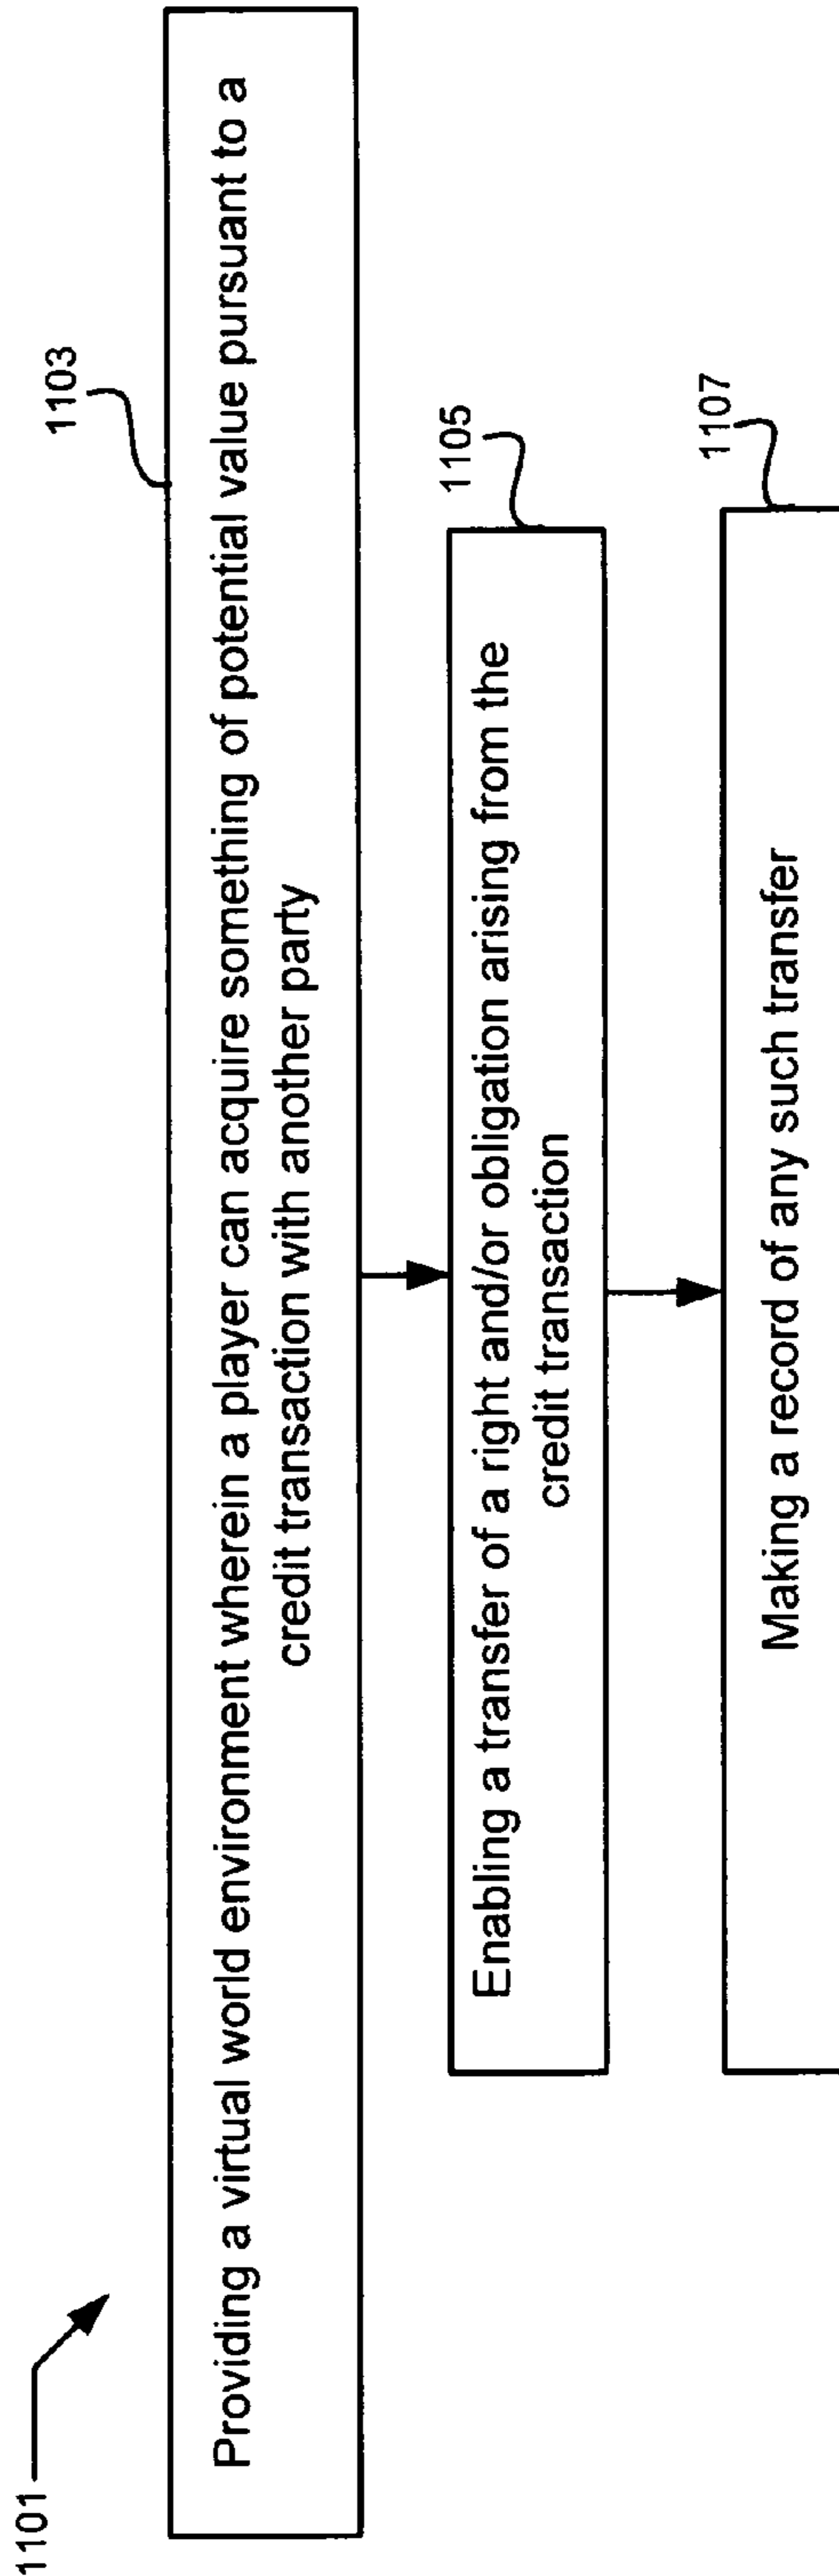 1101
1103
Providing a virtual world environment wherein a player can acquire something of potential value pursuant to a
credit transaction with another party
1105
Enabling a transfer of a right and/or obligation arising from the
credit transaction
1107
Making a record of any such transfer